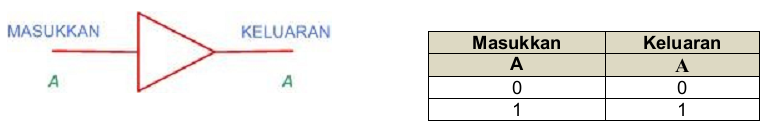 MASUKKAN KELUARAN
A A
Masukkan Keluaran
A A
0 0
1 1